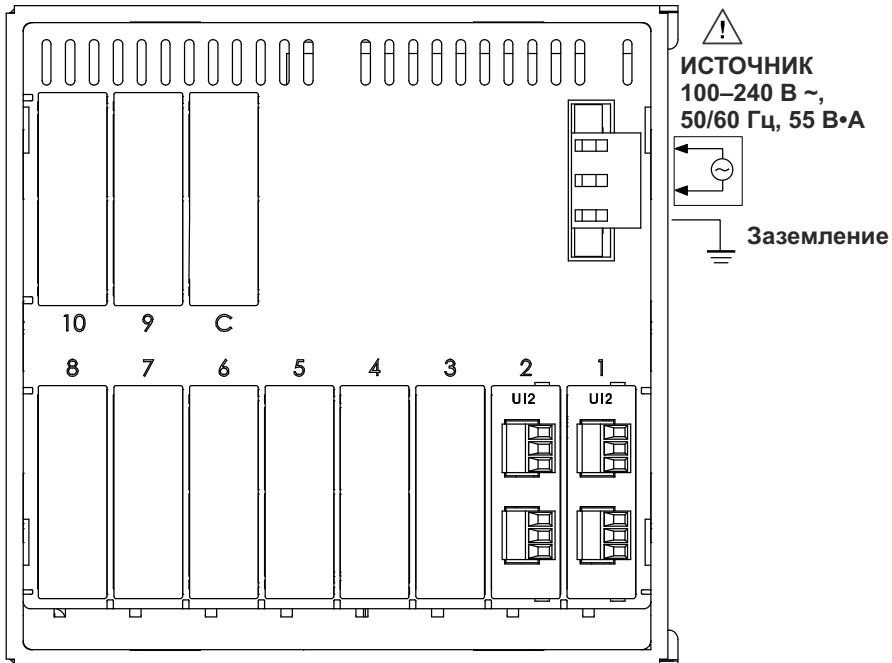 ИСТОЧНИК
100–240 В ~,
50/60 Гц, 55 В•А
Заземление
10 9 C
8 7 6 5 4 3 2 1
UI2 UI2